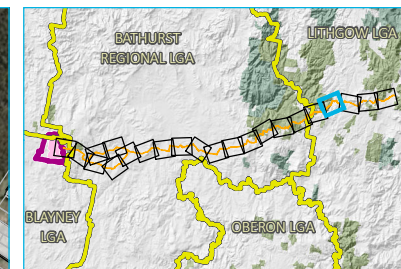 BATHURST
REGIONAL LGA
LITHGOW LGA
BLAYNEY
LGA
OBERON LGA